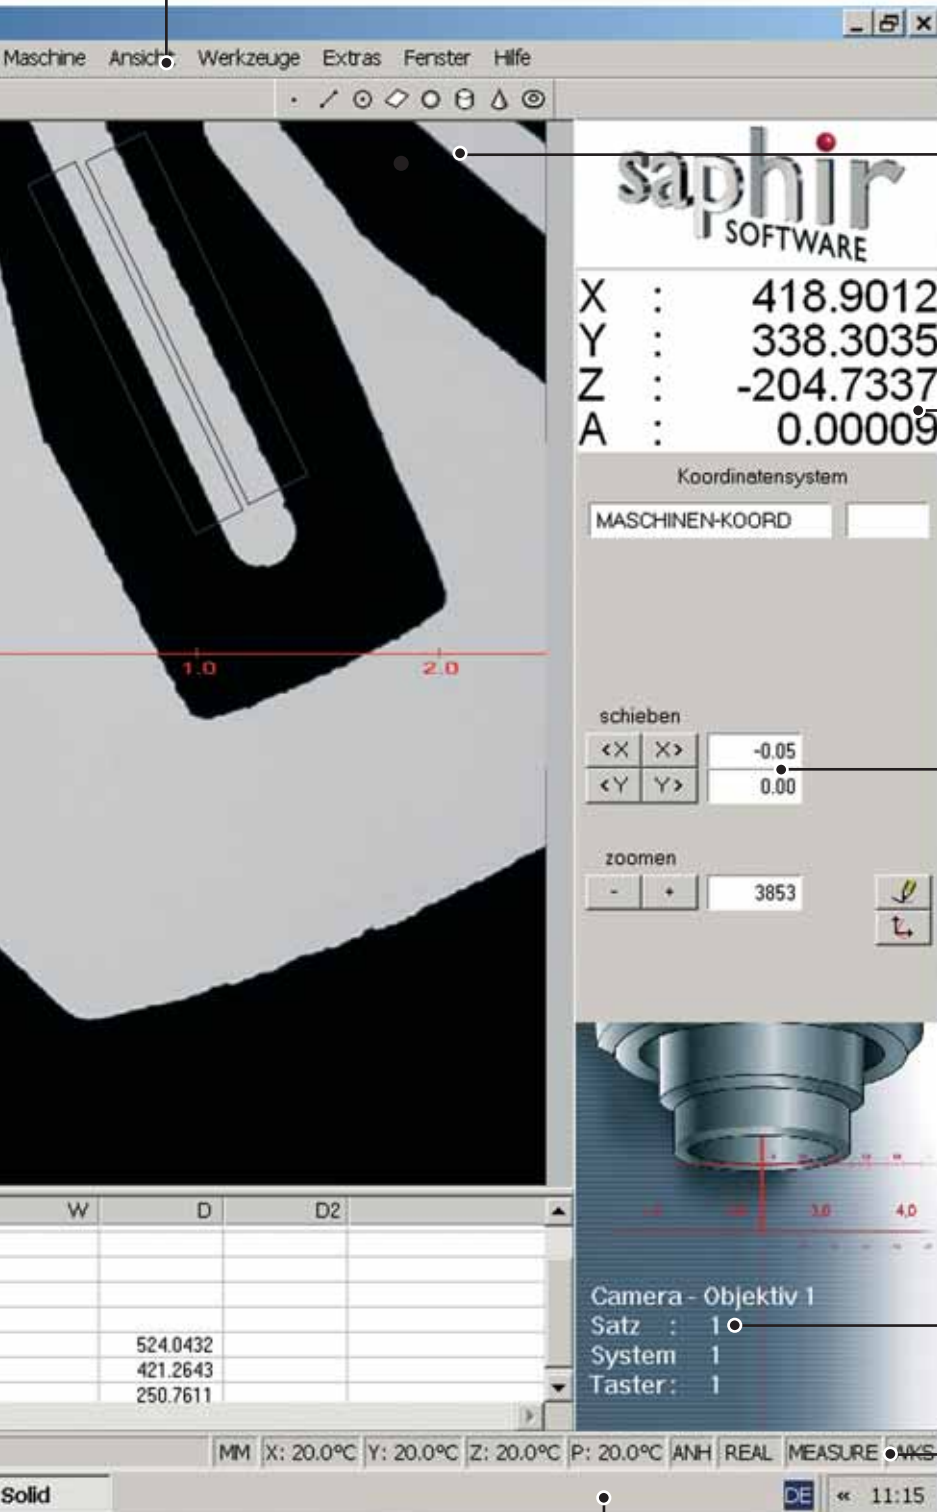 Maschine Ansicht Werkzeuge Extras Fenster Hilfe
saphir
SOFTWARE
X : 418.9012
Y : 338.3035
Z : -204.7337
A : 0.00009
Koordinatensystem
MASCHINEN-KOORD
1.0 2.0
schieben
<X X> -0.05
<Y Y> 0.00
zoomen
- + 3853
3,0 4,0
W D D2
524.0432
421.2643
250.7611
Camera - Objektiv 1
Satz : 1
System 1
Taster: 1
MM X: 20.0°C Y: 20.0°C Z: 20.0°C P: 20.0°C ANH REAL MEASURE WKS
Solid DE « 11:15